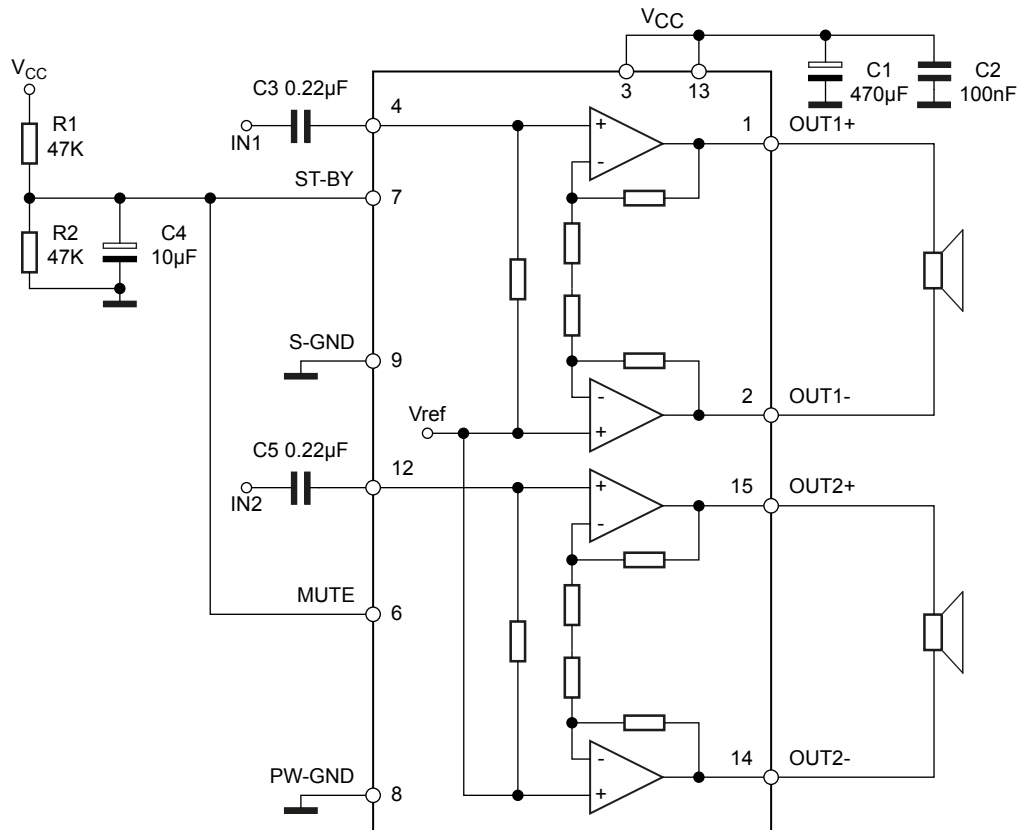 VCC
3
13
C1
470µF
C2
100nF
VCC
R1
47K
C3 0.22µF
IN1
4
+
-
1
OUT1+
ST-BY
7
R2
47K
C4
10µF
S-GND
9
-
+
2
OUT1-
Vref
C5 0.22µF
IN2
12
+
-
15
OUT2+
MUTE
6
-
+
14
OUT2-
PW-GND
8